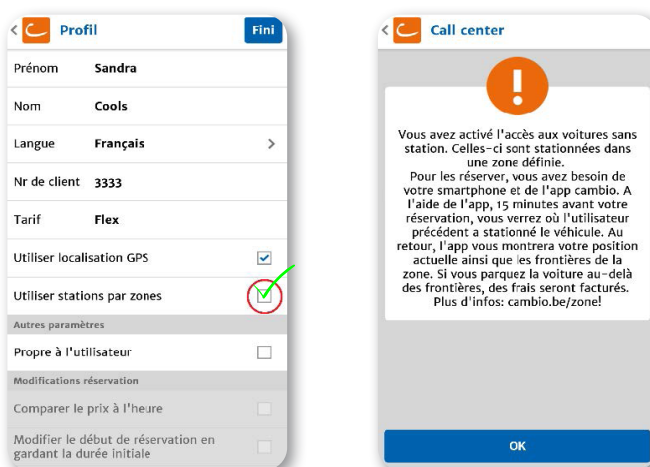 Profil
Fini
Prénom Sandra
Nom Cools
Langue Français
Nr de client 3333
Tarif Flex
Utiliser localisation GPS
Utiliser stations par zones
Autres paramètres
Propre à l'utilisateur
Modifications réservation
Comparer le prix à l'heure
Modifier le début de réservation en
gardant la durée initiale
Call center
Vous avez activé l'accès aux voitures sans
station. Celles-ci sont stationnées dans
une zone définie.
Pour les réserver, vous avez besoin de
votre smartphone et de l'app cambio. A
l'aide de l'app, 15 minutes avant votre
réservation, vous verrez où l'utilisateur
précédent a stationné le véhicule. Au
retour, l'app vous montrera votre position
actuelle ainsi que les frontières de la
zone. Si vous parquez la voiture au-delà
des frontières, des frais seront facturés.
Plus d'infos: cambio.be/zone!
OK